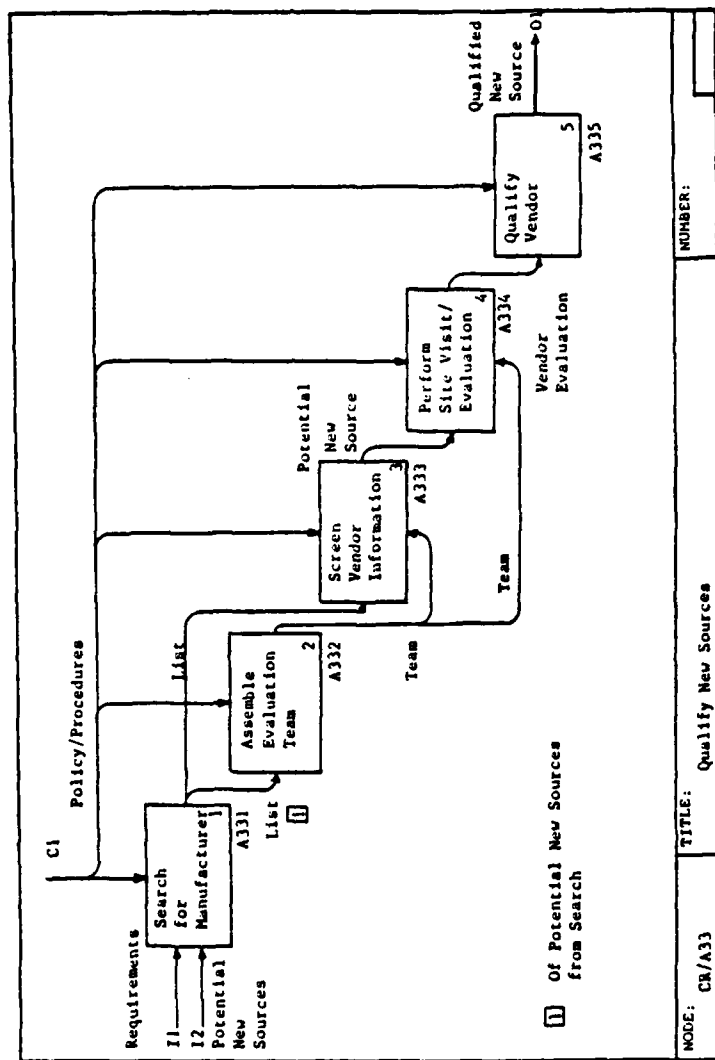 C1
Policy/Procedures
Requirements
I1
I2
Potential
New
Sources
Search
for
Manufacturer
1
A331
List
List
1
Assemble
Evaluation
Team
2
A332
Screen
Vendor
Information
3
A333
Team
Team
Potential
New
Source
Perform
Site Visit/
Evaluation
4
A334
Vendor
Evaluation
Qualify
Vendor
5
A335
Qualified
New
Source
O1
1 Of Potential New Sources
from Search
NODE: CR/A33
TITLE: Qualify New Sources
NUMBER: